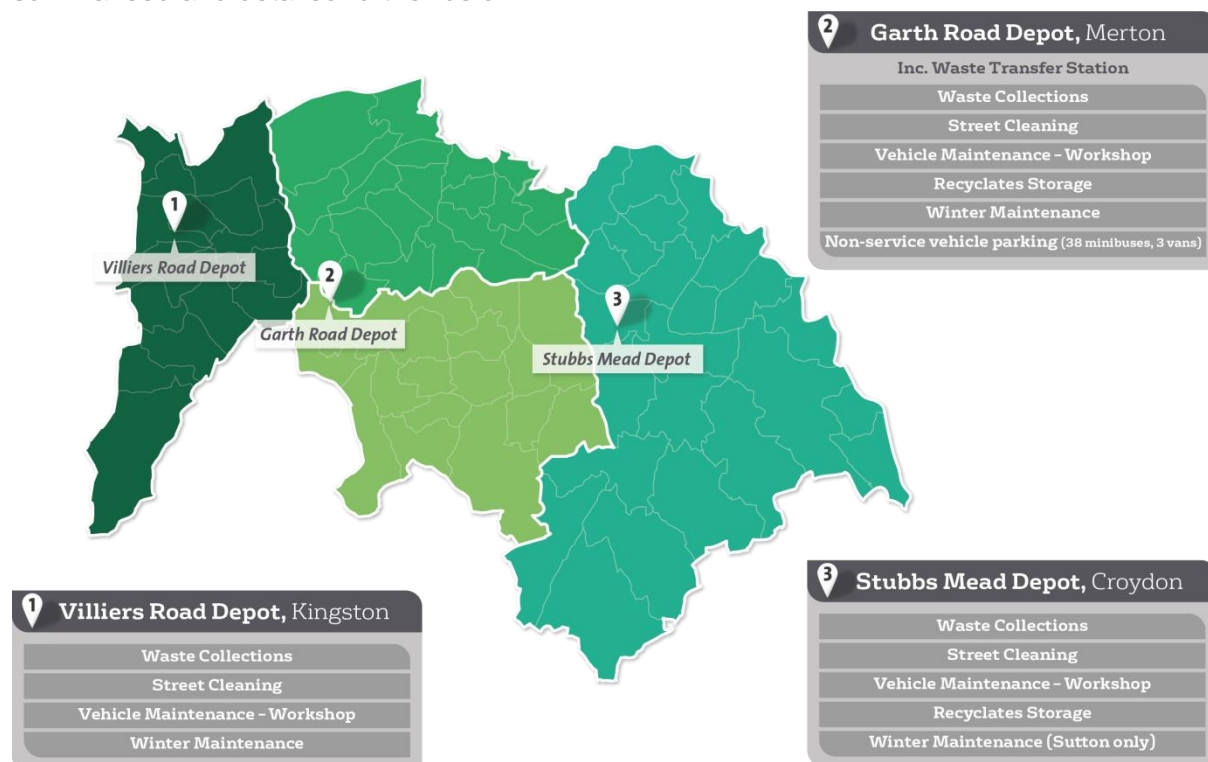 2 Garth Road Depot, Merton
Inc. Waste Transfer Station
Waste Collections
Street Cleaning
Vehicle Maintenance – Workshop
Recyclates Storage
Winter Maintenance
Non-service vehicle parking (38 minibuses, 3 vans)
1
Villiers Road Depot
2
Garth Road Depot
3
Stubbs Mead Depot
1 Villiers Road Depot, Kingston
Waste Collections
Street Cleaning
Vehicle Maintenance – Workshop
Winter Maintenance
3 Stubbs Mead Depot, Croydon
Waste Collections
Street Cleaning
Vehicle Maintenance – Workshop
Recyclates Storage
Winter Maintenance (Sutton only)